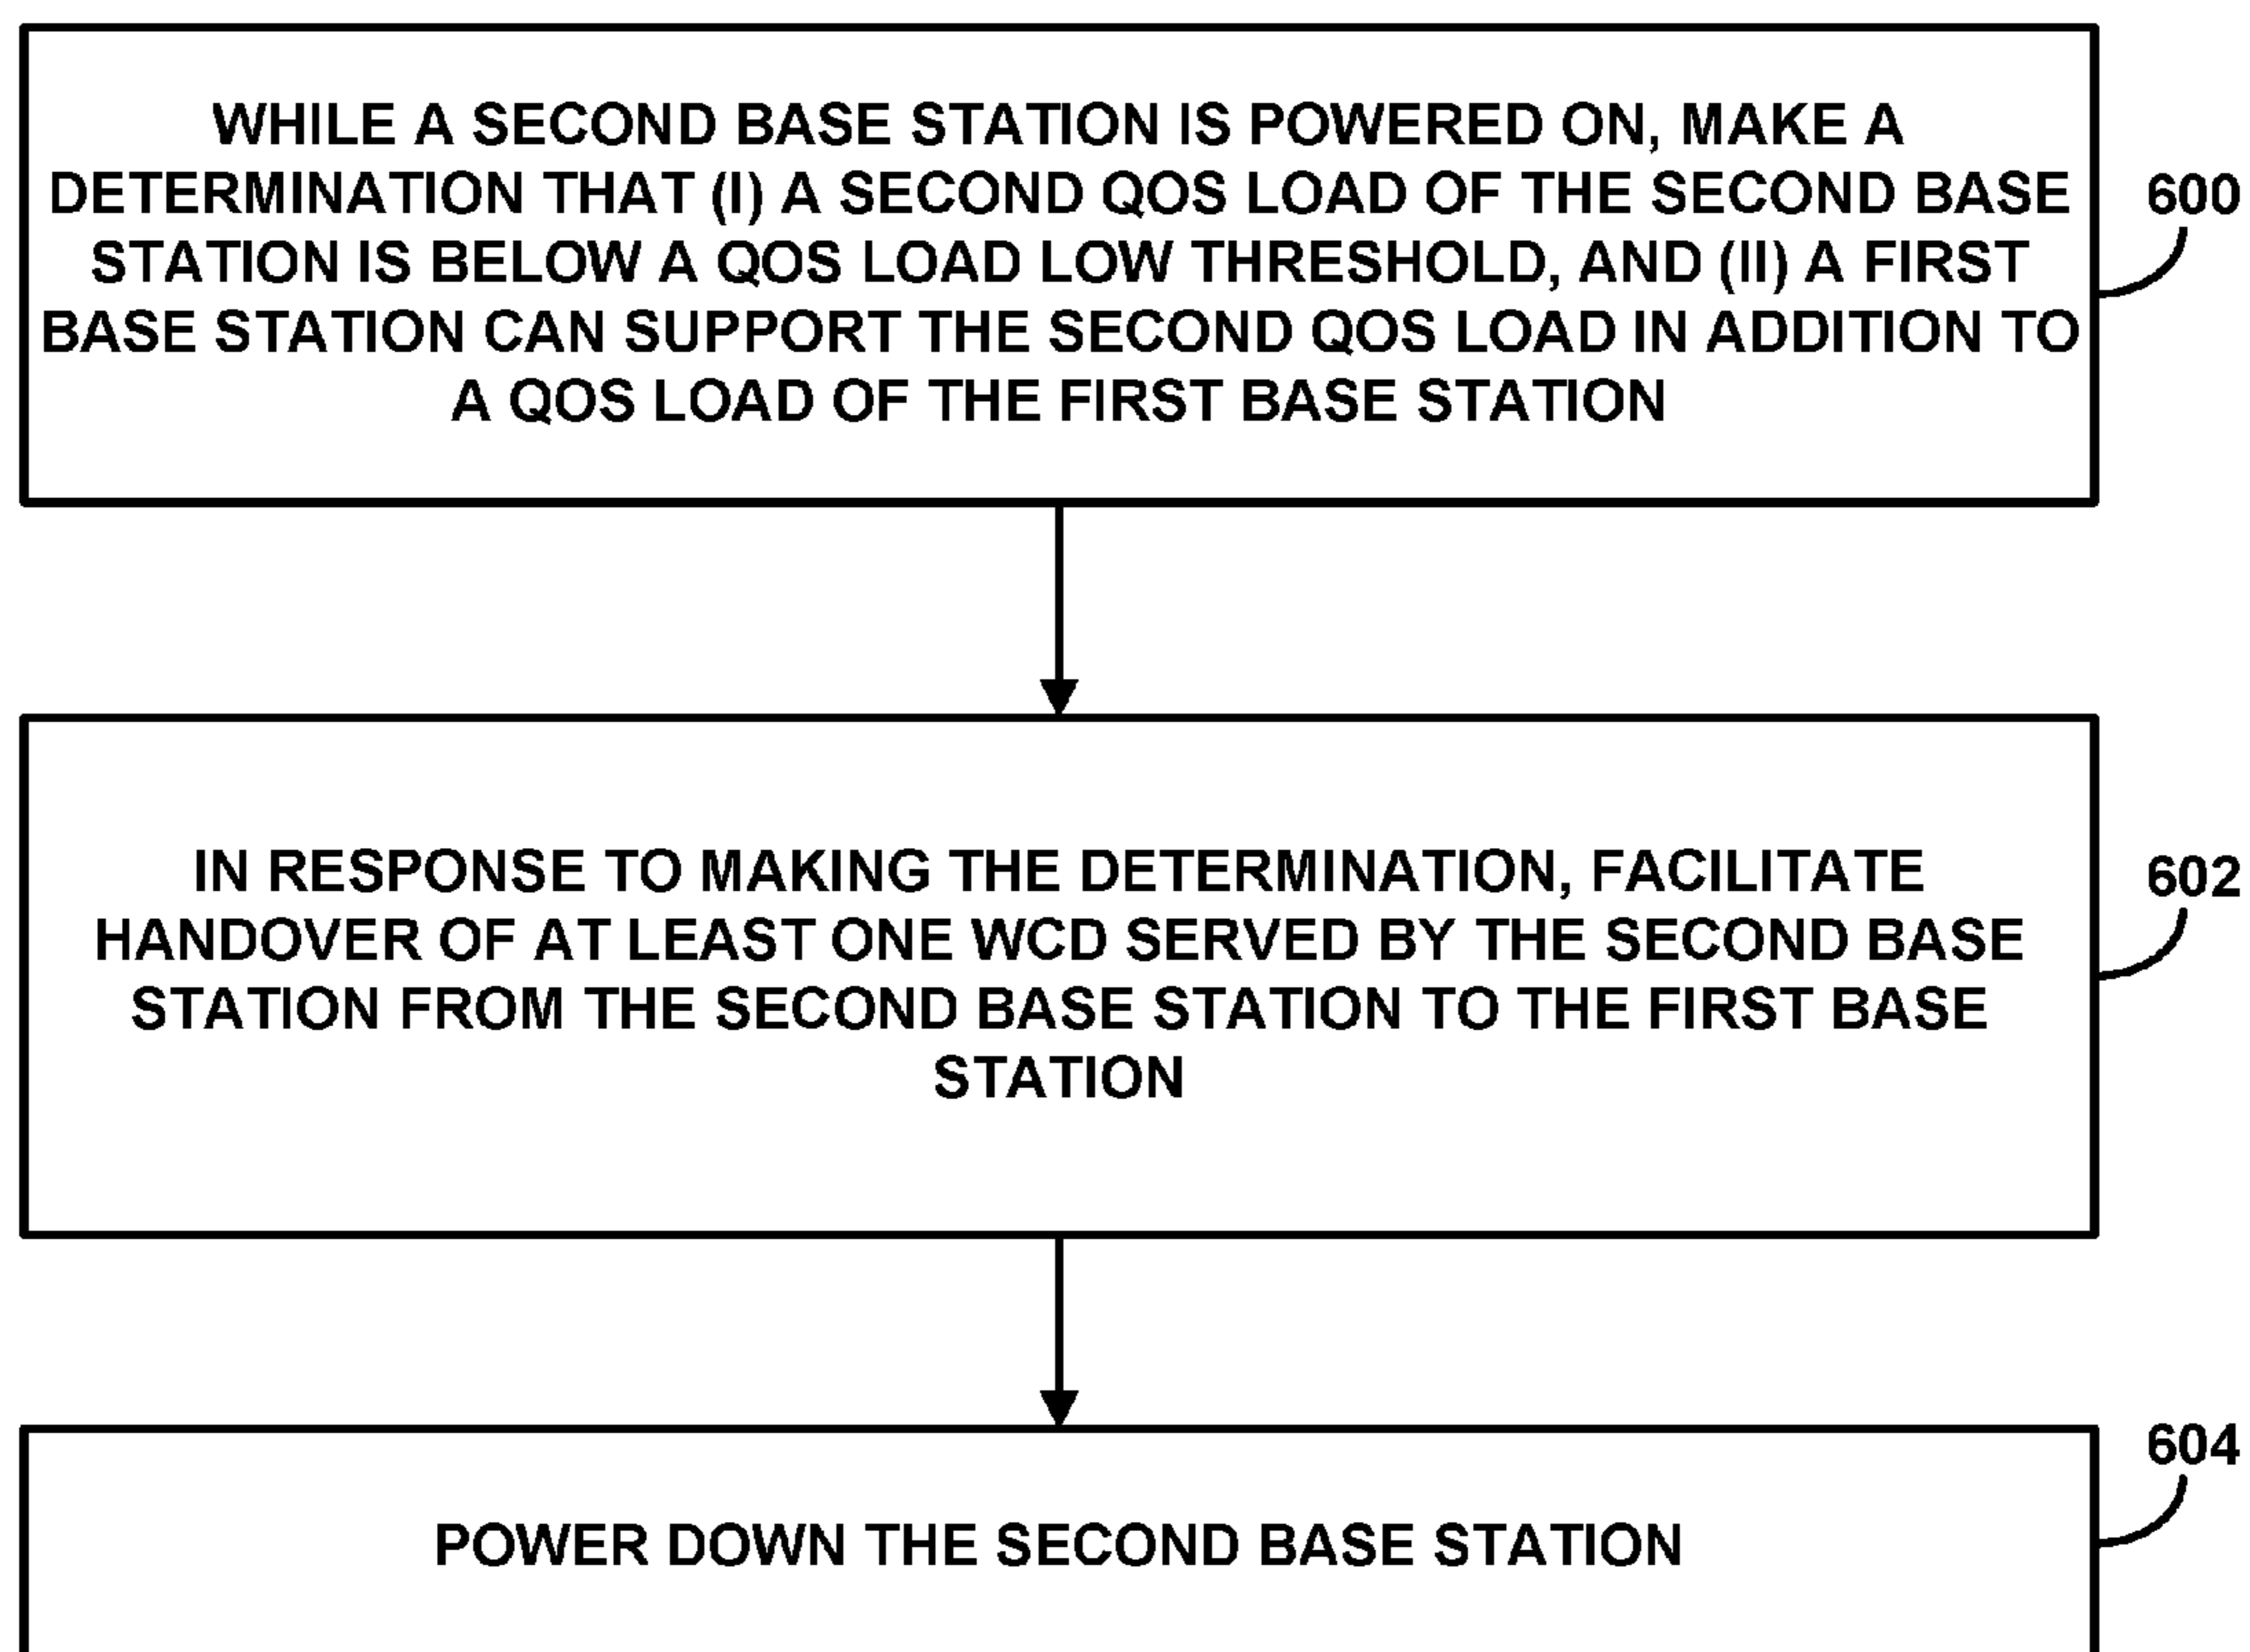 WHILE A SECOND BASE STATION IS POWERED ON, MAKE A
DETERMINATION THAT (I) A SECOND QOS LOAD OF THE SECOND BASE
STATION IS BELOW A QOS LOAD LOW THRESHOLD, AND (II) A FIRST
BASE STATION CAN SUPPORT THE SECOND QOS LOAD IN ADDITION TO
A QOS LOAD OF THE FIRST BASE STATION
600
IN RESPONSE TO MAKING THE DETERMINATION, FACILITATE
HANDOVER OF AT LEAST ONE WCD SERVED BY THE SECOND BASE
STATION FROM THE SECOND BASE STATION TO THE FIRST BASE
STATION
602
POWER DOWN THE SECOND BASE STATION
604